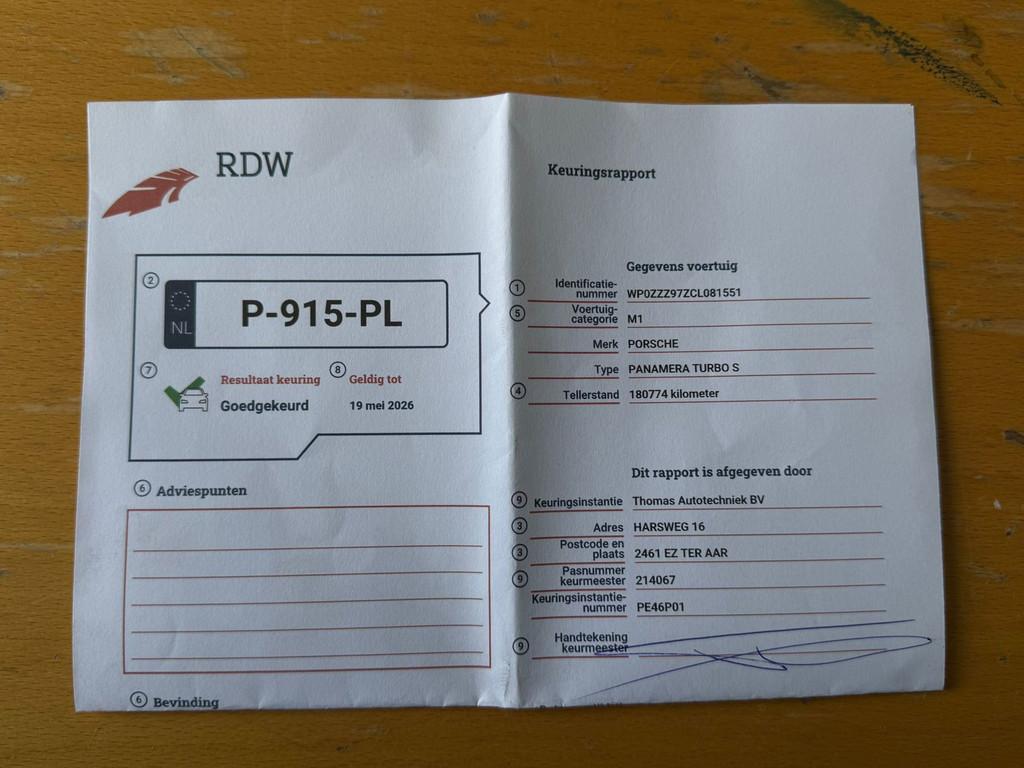 RDW
2
NL
P-915-PL
7
Resultaat keuring
Goedgekeurd
8
Geldig tot
19 mei 2026
6 Adviespunten
6 Bevinding
Keuringsrapport
Gegevens voertuig
1 Identificatie-
nummer WP0ZZZ97ZCL081551
5 Voertuig-
categorie M1
Merk PORSCHE
Type PANAMERA TURBO S
4 Tellerstand 180774 kilometer
Dit rapport is afgegeven door
9 Keuringsinstantie Thomas Autotechniek BV
3 Adres HARSWEG 16
3 Postcode en
plaats 2461 EZ TER AAR
9 Pasnummer
keurmeester 214067
Keuringsinstantie-
nummer PE46P01
9 Handtekening
keurmeester